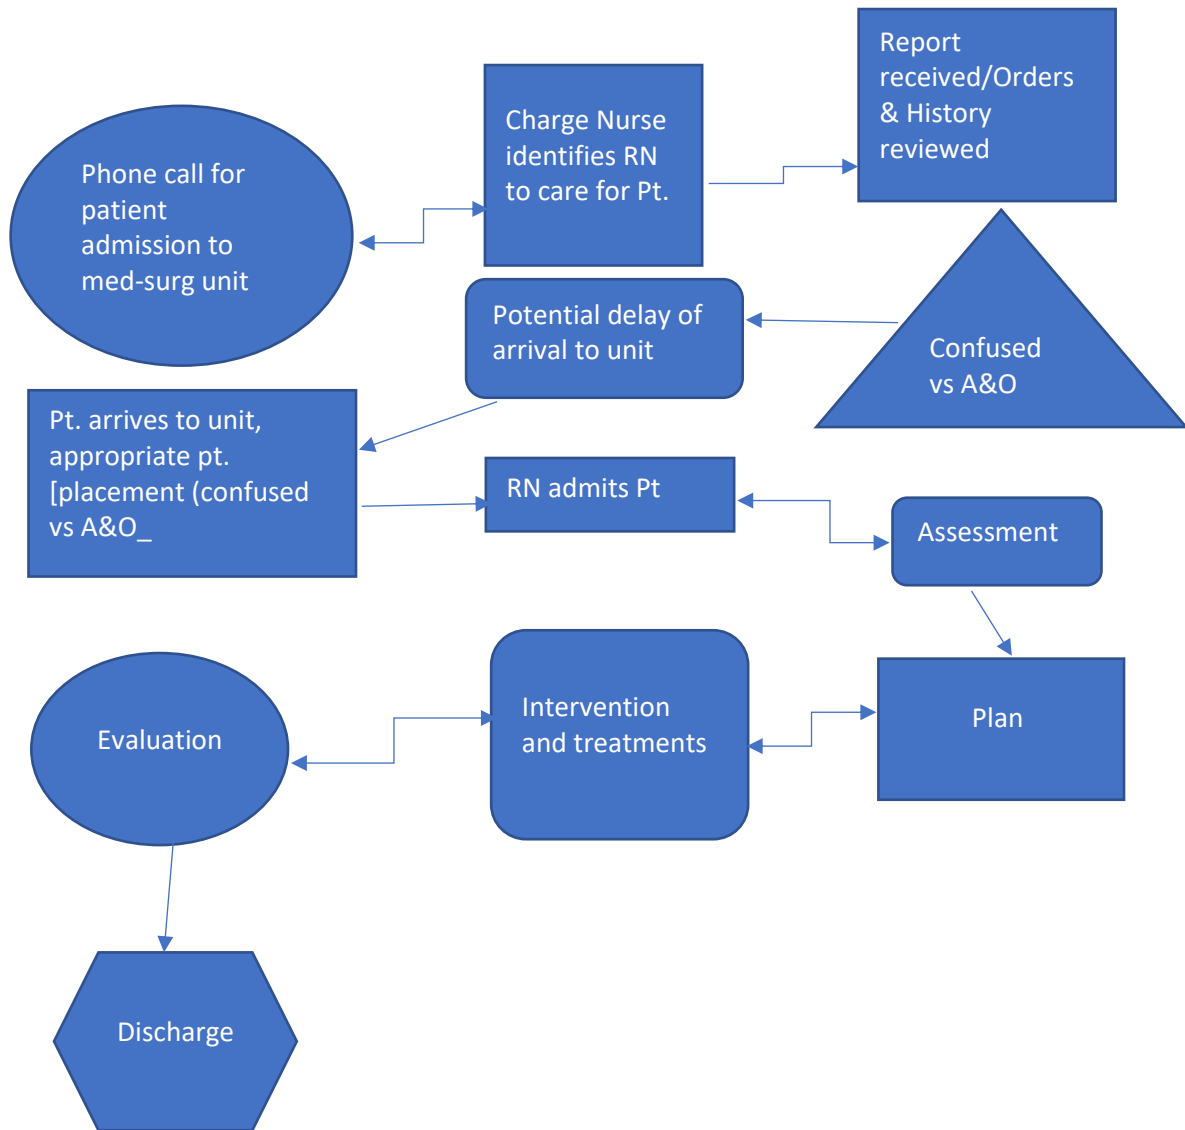 Phone call for
patient
admission to
med-surg unit
Charge Nurse
identifies RN
to care for Pt.
Report
received/Orders
& History
reviewed
Confused
vs A&O
Potential delay of
arrival to unit
Pt. arrives to unit,
appropriate pt.
[placement (confused
vs A&O_
RN admits Pt
Assessment
Plan
Intervention
and treatments
Evaluation
Discharge